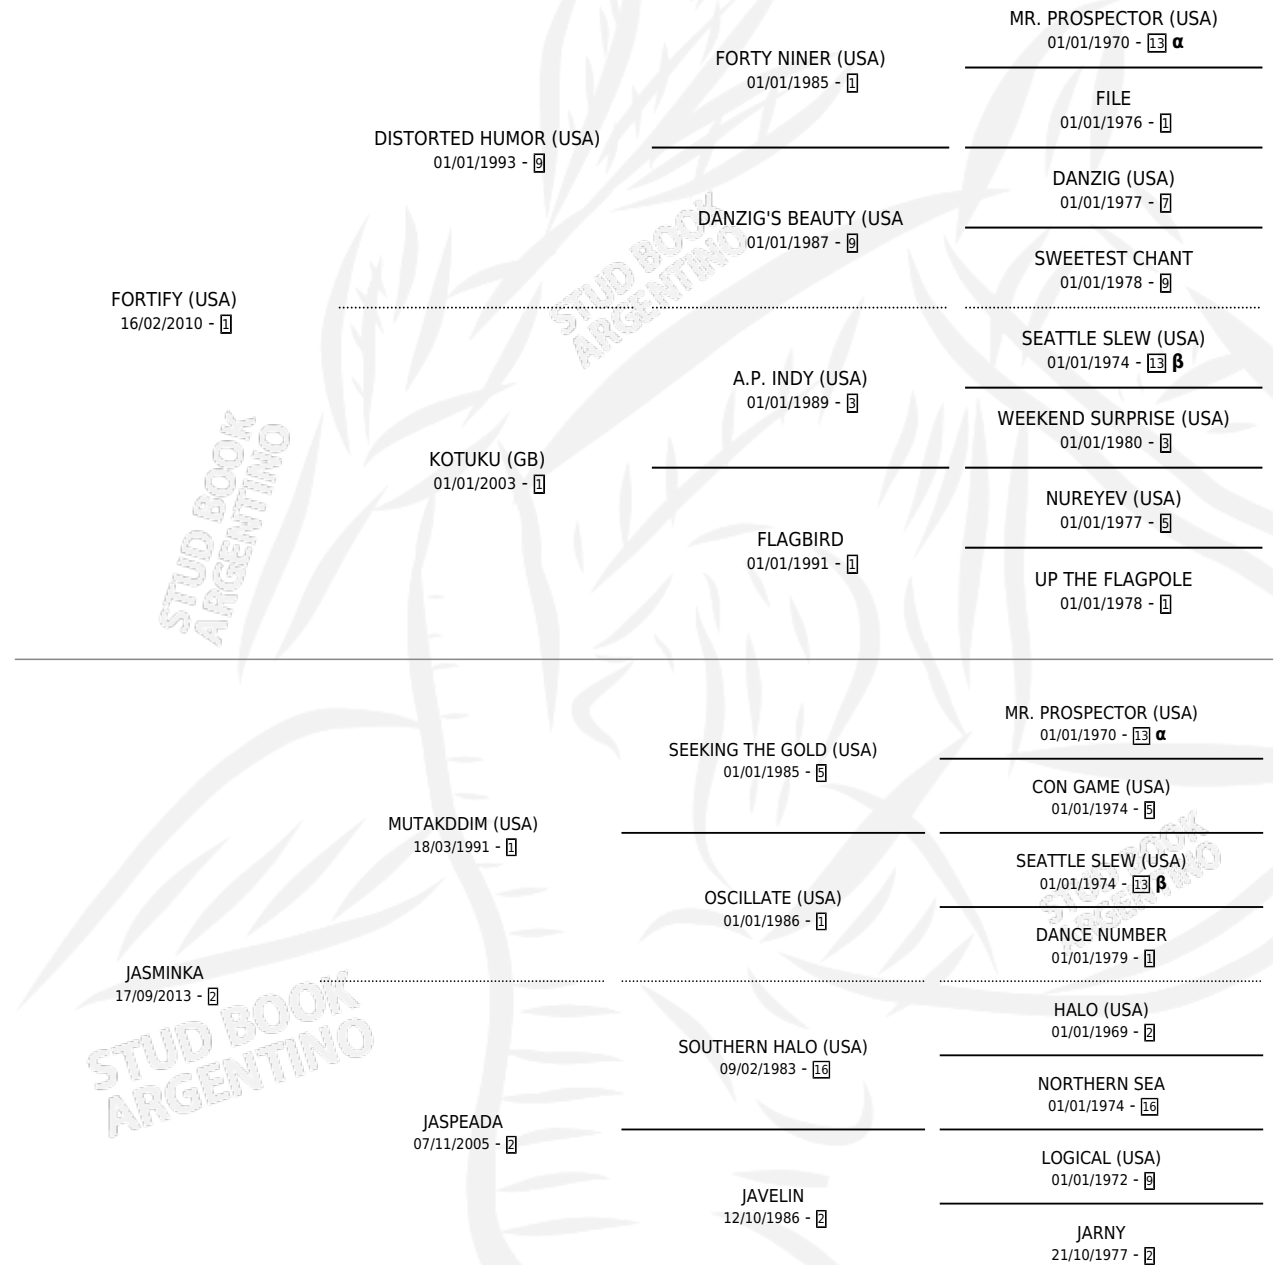 MR. PROSPECTOR (USA)
01/01/1970 - 13 α
FORTY NINER (USA)
01/01/1985 - 1
FILE
01/01/1976 - 1
DISTORTED HUMOR (USA)
01/01/1993 - 9
DANZIG (USA)
01/01/1977 - 7
DANZIG'S BEAUTY (USA
01/01/1987 - 9
SWEETEST CHANT
01/01/1978 - 9
FORTIFY (USA)
16/02/2010 - 1
SEATTLE SLEW (USA)
01/01/1974 - 13 β
A.P. INDY (USA)
01/01/1989 - 3
WEEKEND SURPRISE (USA)
01/01/1980 - 3
KOTUKU (GB)
01/01/2003 - 1
NUREYEV (USA)
01/01/1977 - 5
FLAGBIRD
01/01/1991 - 1
UP THE FLAGPOLE
01/01/1978 - 1
MR. PROSPECTOR (USA)
01/01/1970 - 13 α
SEEKING THE GOLD (USA)
01/01/1985 - 5
CON GAME (USA)
01/01/1974 - 5
MUTAKDDIM (USA)
18/03/1991 - 1
SEATTLE SLEW (USA)
01/01/1974 - 13 β
OSCILLATE (USA)
01/01/1986 - 1
DANCE NUMBER
01/01/1979 - 1
JASMINKA
17/09/2013 - 2
HALO (USA)
01/01/1969 - 2
SOUTHERN HALO (USA)
09/02/1983 - 16
NORTHERN SEA
01/01/1974 - 16
JASPEADA
07/11/2005 - 2
LOGICAL (USA)
01/01/1972 - 9
JAVELIN
12/10/1986 - 2
JARNY
21/10/1977 - 2
STUD BOOK
ARGENTINO
STUD BOOK
ARGENTINO
STUD BOOK
ARGENTINO
STUD BOOK
ARGENTINO